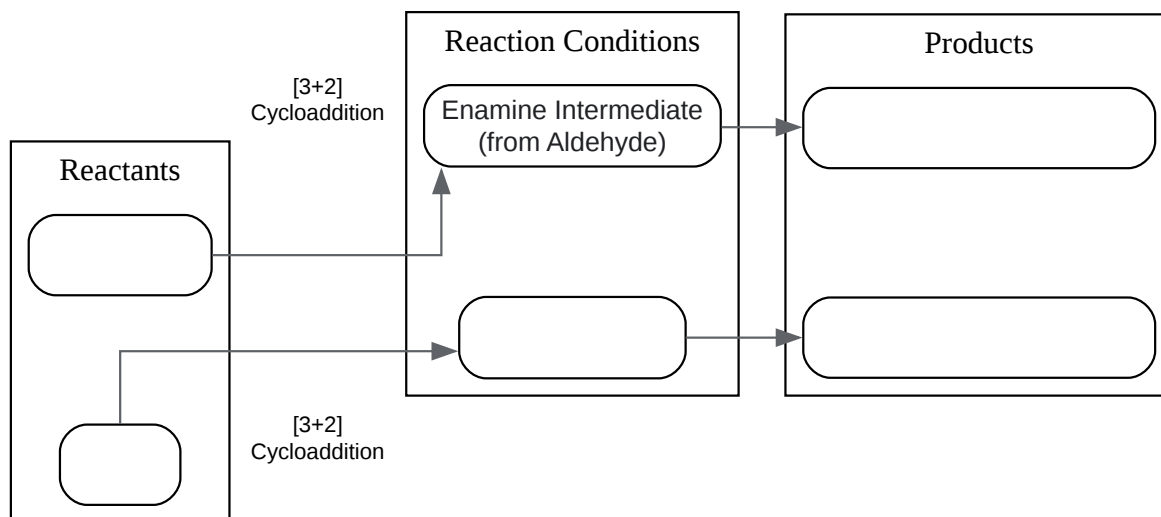 Reaction Conditions
Products
[3+2]
Cycloaddition
Enamine Intermediate
(from Aldehyde)
Reactants
[3+2]
Cycloaddition